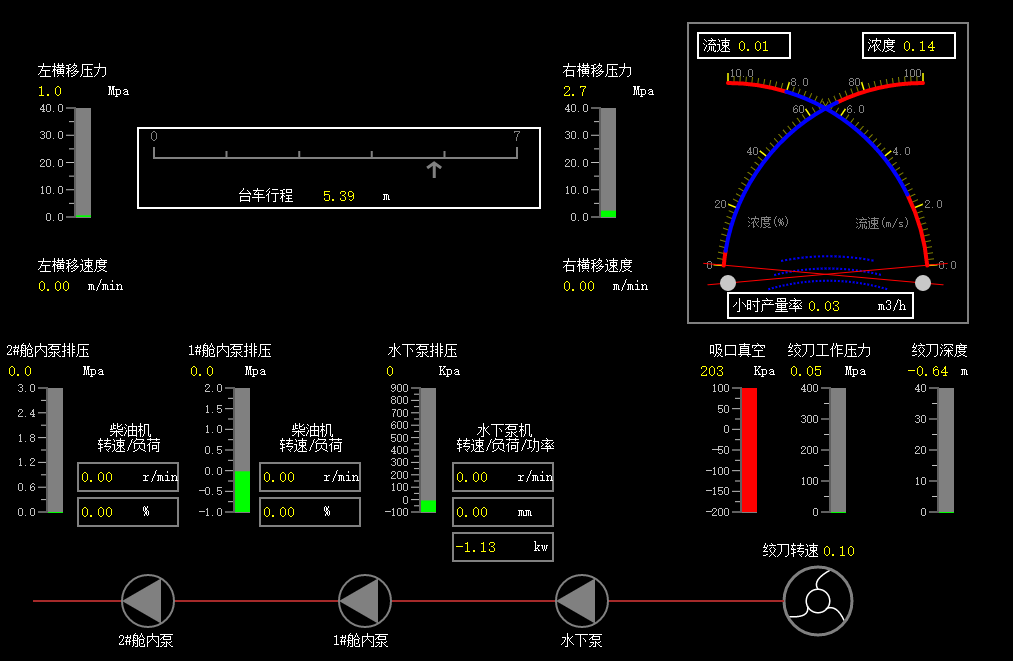 流速 0.01
浓度 0.14
10.0
8.0
80
100
60
6.0
40
4.0
20
2.0
浓度(%)
流速(m/s)
0
0.0
小时产量率 0.03 m3/h
左横移压力
1.0 Mpa
40.0
30.0
20.0
10.0
0.0
0
7
台车行程 5.39 m
右横移压力
2.7 Mpa
40.0
30.0
20.0
10.0
0.0
左横移速度
0.00 m/min
右横移速度
0.00 m/min
2#舱内泵排压
0.0 Mpa
3.0
2.4
1.8
1.2
0.6
0.0
柴油机
转速/负荷
0.00 r/min
0.00 %
1#舱内泵排压
0.0 Mpa
2.0
1.5
1.0
0.5
0.0
-0.5
-1.0
柴油机
转速/负荷
0.00 r/min
0.00 %
水下泵排压
0 Kpa
900
800
700
600
500
400
300
200
100
0
-100
水下泵机
转速/负荷/功率
0.00 r/min
0.00 mm
-1.13 kw
吸口真空
203 Kpa
100
50
0
-50
-100
-150
-200
绞刀工作压力
0.05 Mpa
400
300
200
100
0
绞刀深度
-0.64 m
40
30
20
10
0
绞刀转速 0.10
2#舱内泵
1#舱内泵
水下泵